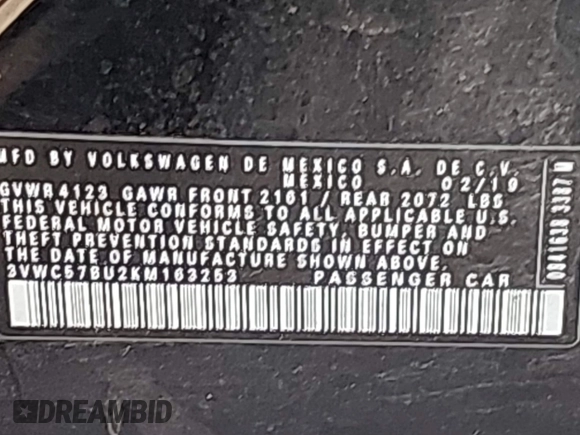 MFD BY VOLKSWAGEN DE MEXICO S.A. DE C.V.
MEXICO 02/19
GVWR 4123 GAWR FRONT 2161 / REAR 2072 LBS
THIS VEHICLE CONFORMS TO ALL APPLICABLE U.S.
FEDERAL MOTOR VEHICLE SAFETY, BUMPER AND
THEFT PREVENTION STANDARDS IN EFFECT ON
THE DATE OF MANUFACTURE SHOWN ABOVE.
3VWC57BU2KM163253 PASSENGER CAR
DREAMBID